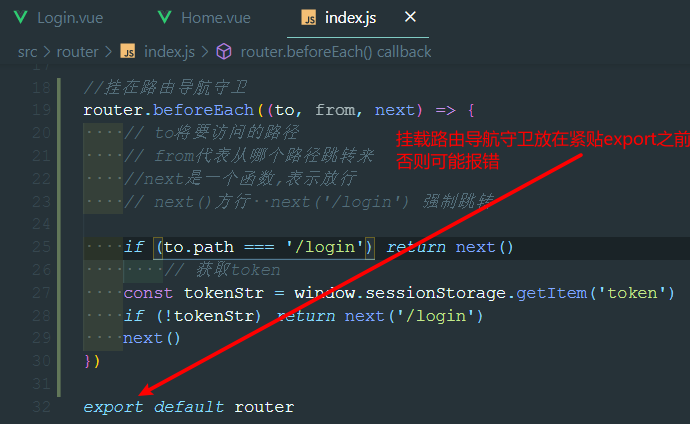 Login.vue Home.vue index.js
src > router > index.js > router.beforeEach() callback
17
18 //挂在路由导航守卫
19 router.beforeEach((to, from, next) => {
20 // to将要访问的路径
21 // from代表从哪个路径跳转来
22 //next是一个函数,表示放行
23 // next()方行··next('/login') 强制跳转
挂载路由导航守卫放在紧贴export之前
否则可能报错
24
25 if (to.path === '/login') return next()
26 // 获取token
27 const tokenStr = window.sessionStorage.getItem('token')
28 if (!tokenStr) return next('/login')
29 next()
30 })
31
32 export default router